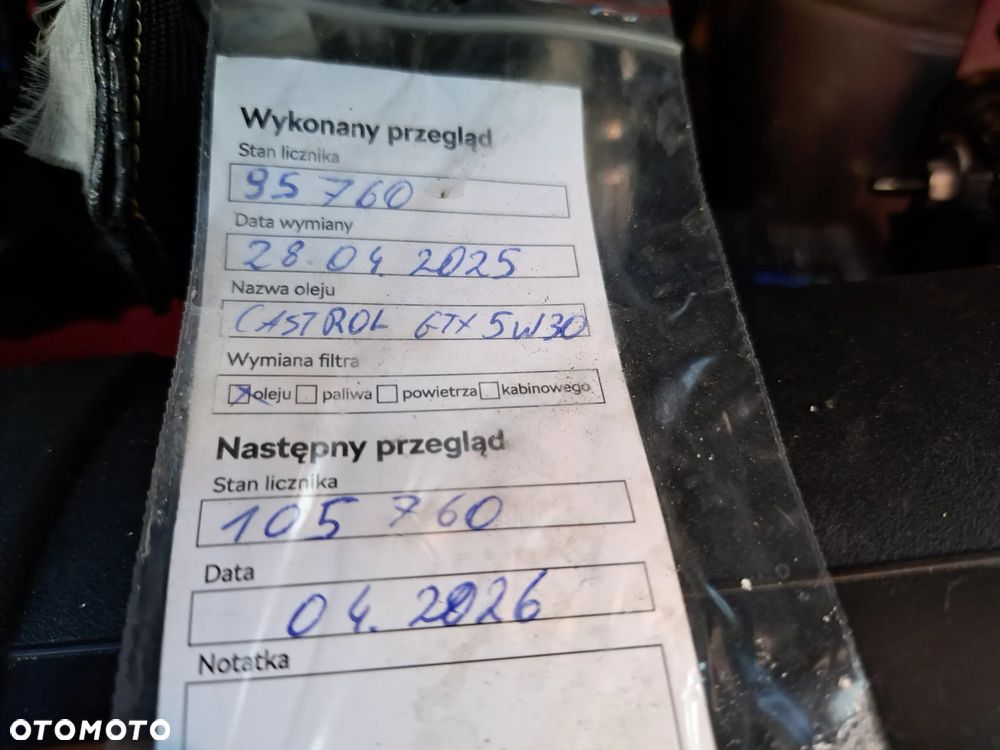 Wykonany przegląd
Stan licznika
95 760
Data wymiany
28.04.2025
Nazwa oleju
CASTROL GTX 5W30
Wymiana filtra
oleju paliwa powietrza kabinowego
Następny przegląd
Stan licznika
105 760
Data
04.2026
Notatka
OTOMOTO